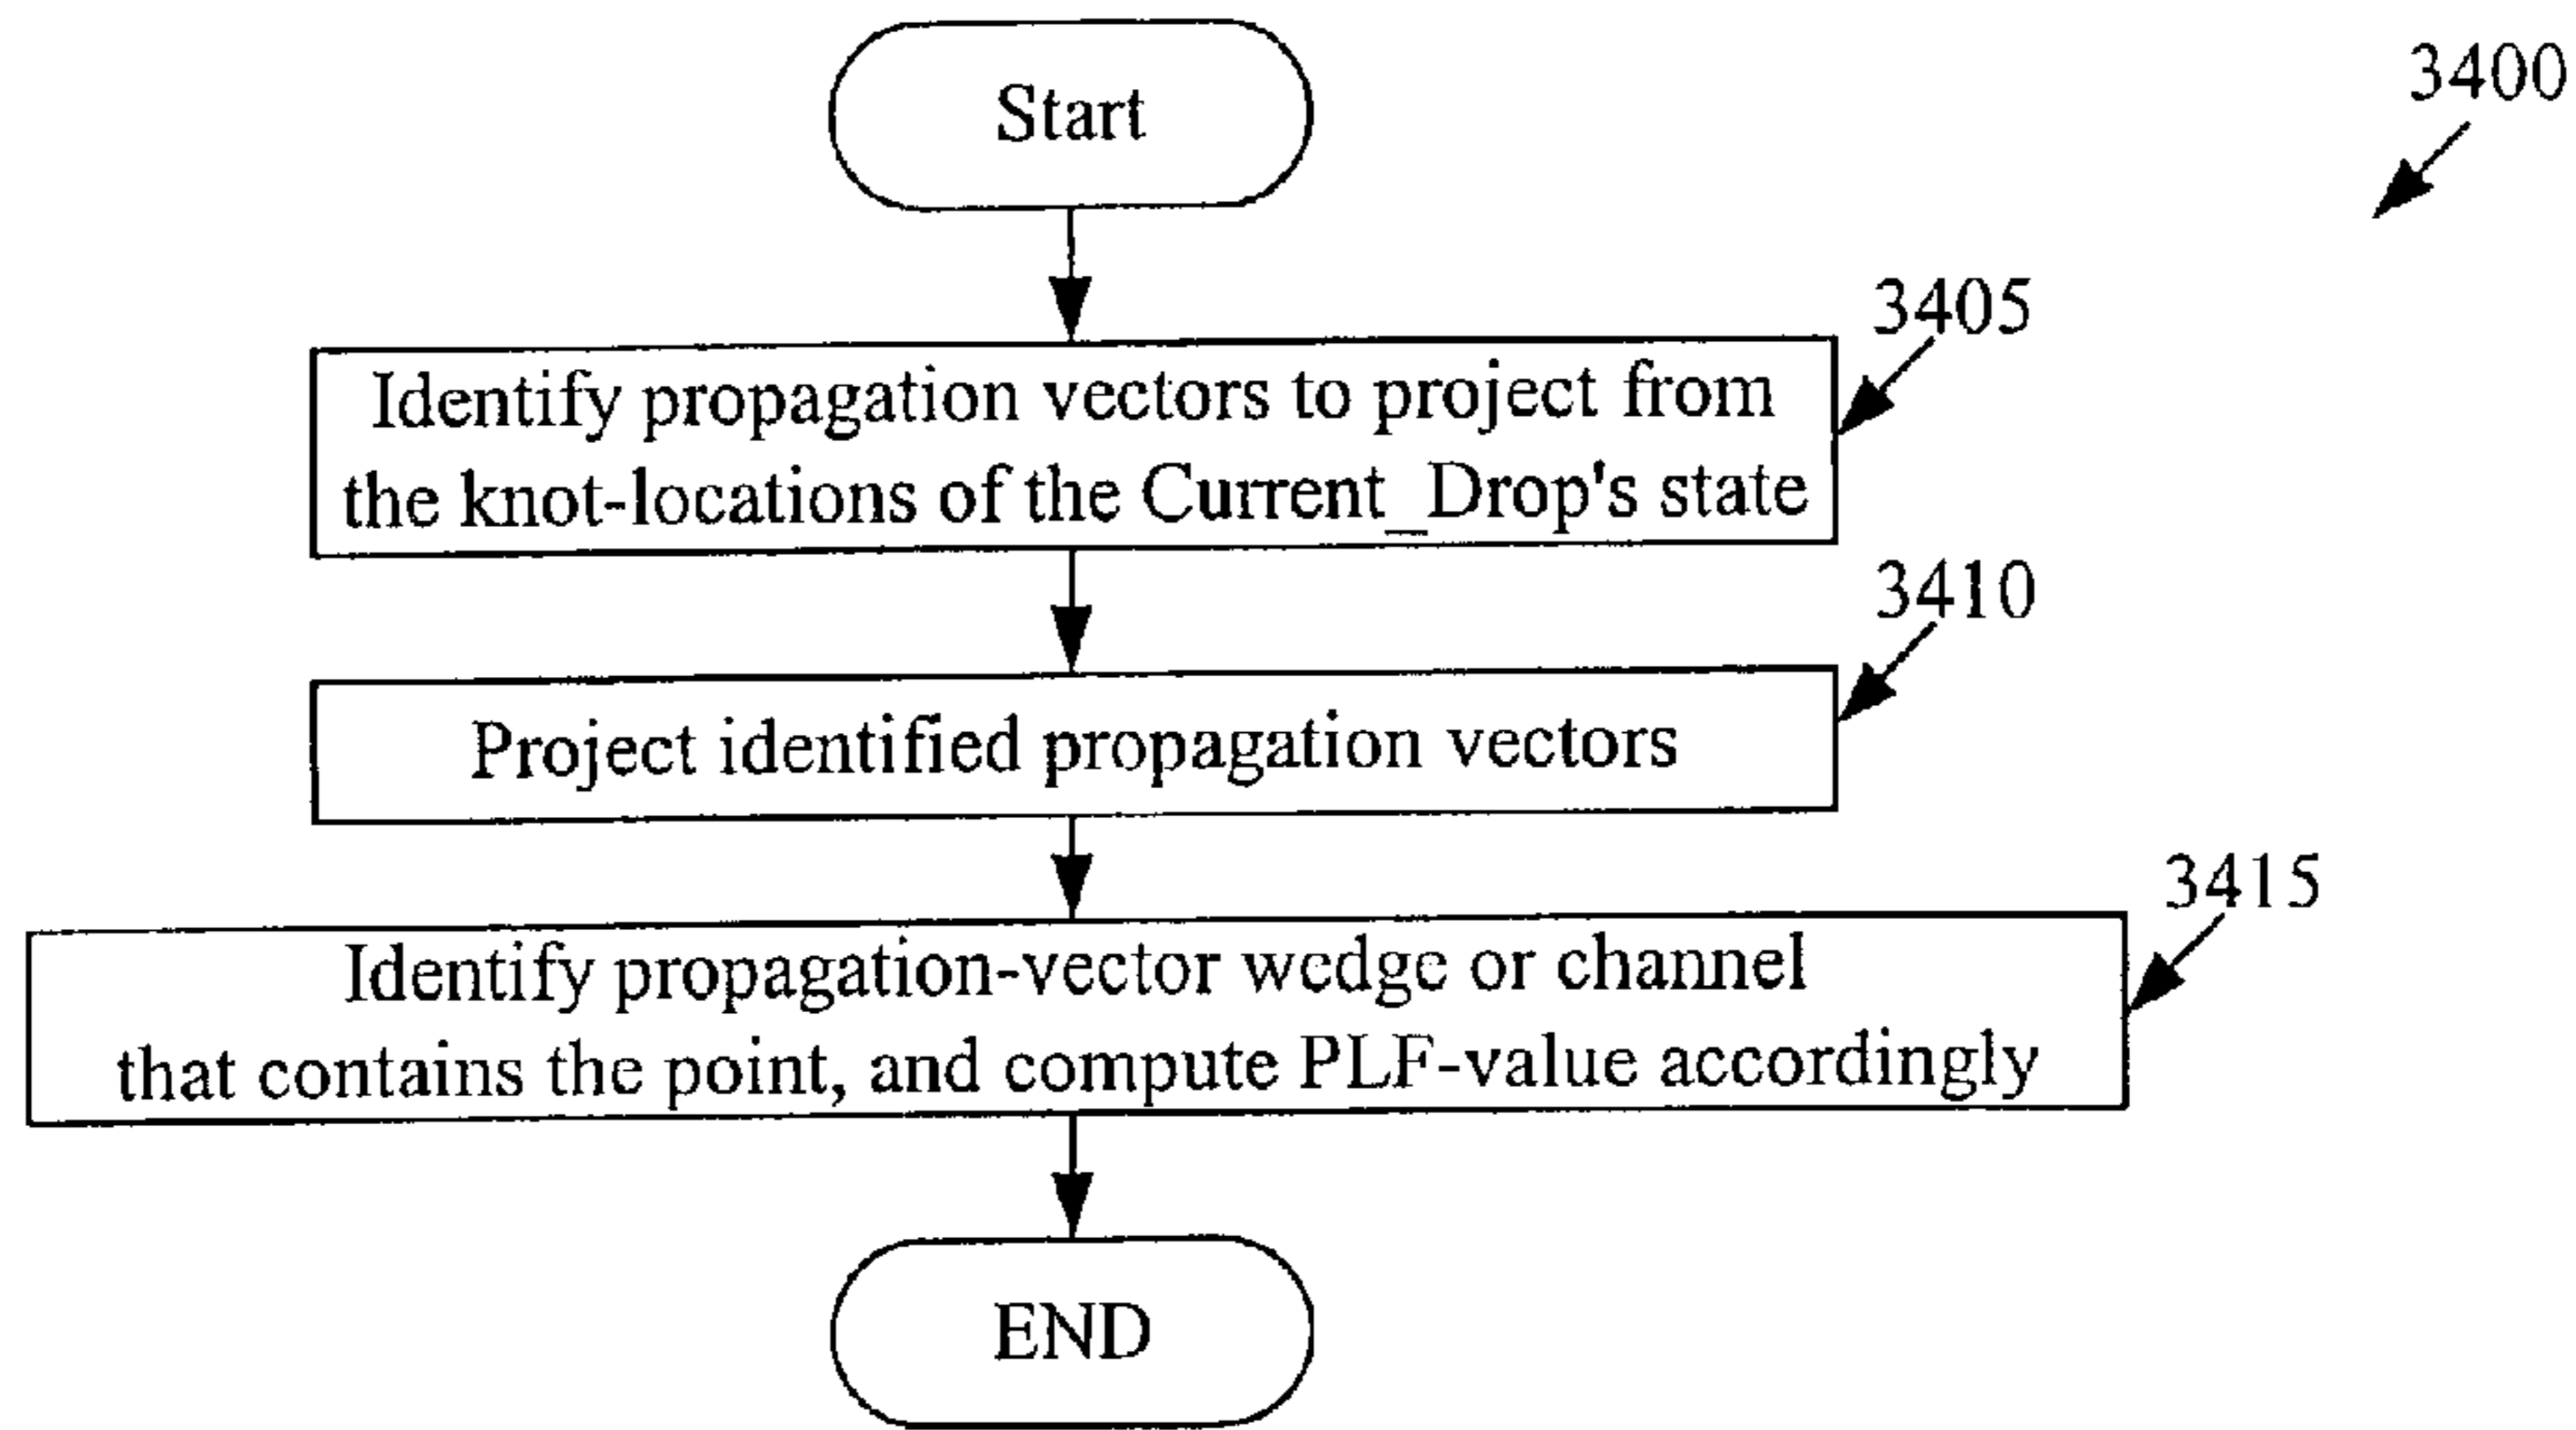 Start
3400
3405
Identify propagation vectors to project from
the knot-locations of the Current_Drop's state
3410
Project identified propagation vectors
3415
Identify propagation-vector wedge or channel
that contains the point, and compute PLF-value accordingly
END